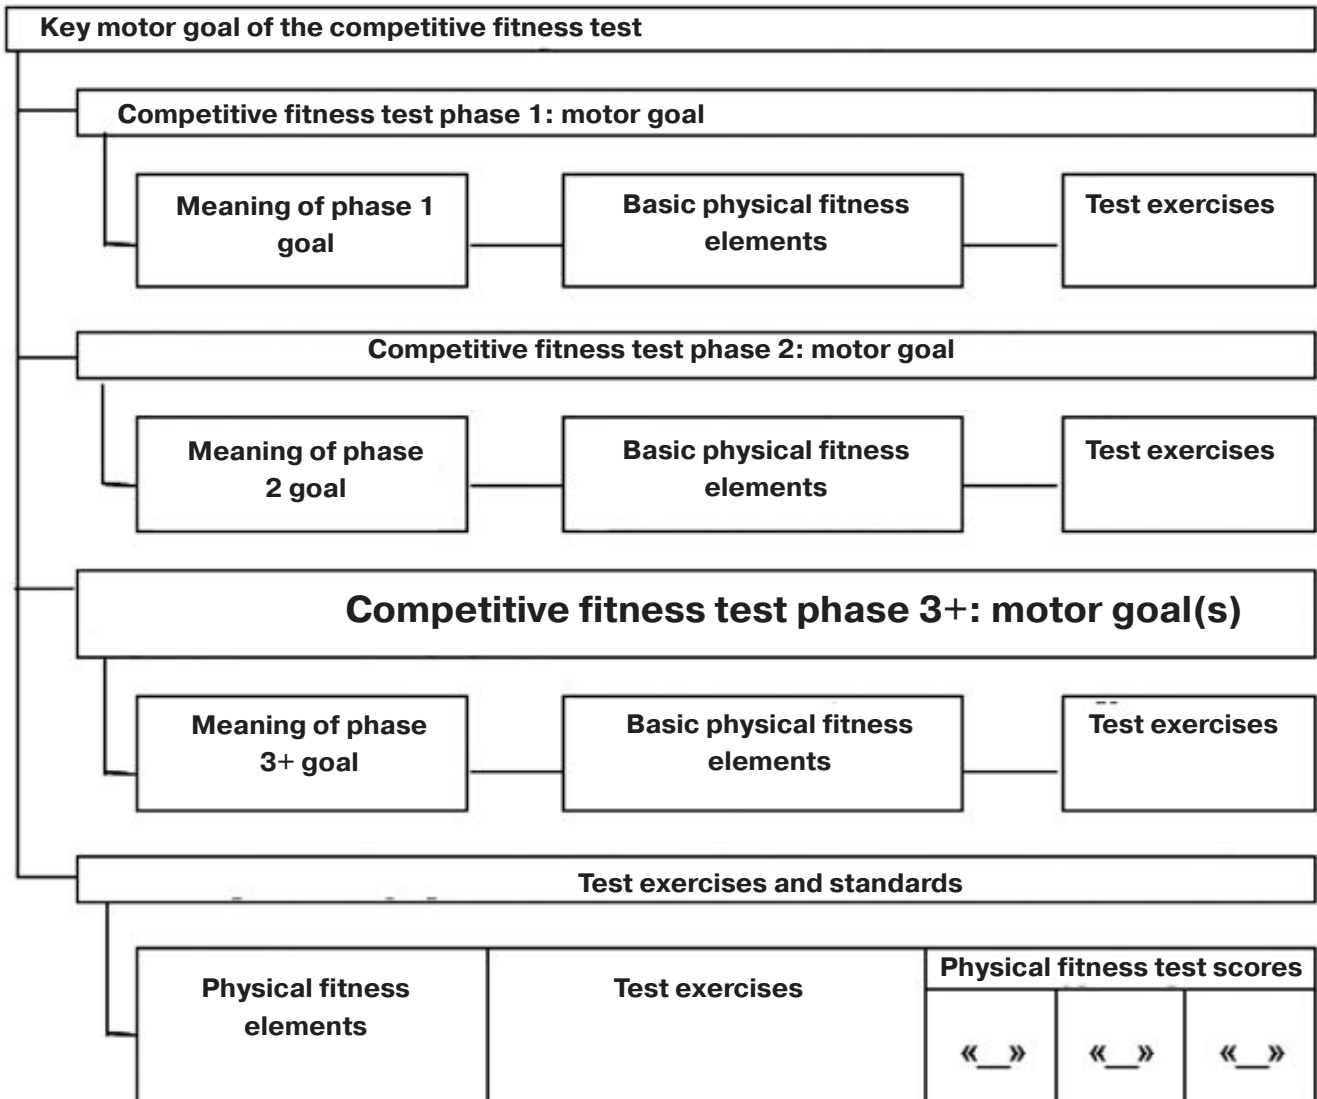 Key motor goal of the competitive fitness test
Competitive fitness test phase 1: motor goal
Meaning of phase 1
goal
Basic physical fitness
elements
Test exercises
Competitive fitness test phase 2: motor goal
Meaning of phase
2 goal
Basic physical fitness
elements
Test exercises
Competitive fitness test phase 3+: motor goal(s)
Meaning of phase
3+ goal
Basic physical fitness
elements
Test exercises
Test exercises and standards
Physical fitness
elements
Test exercises
Physical fitness test scores
«__»
«__»
«__»